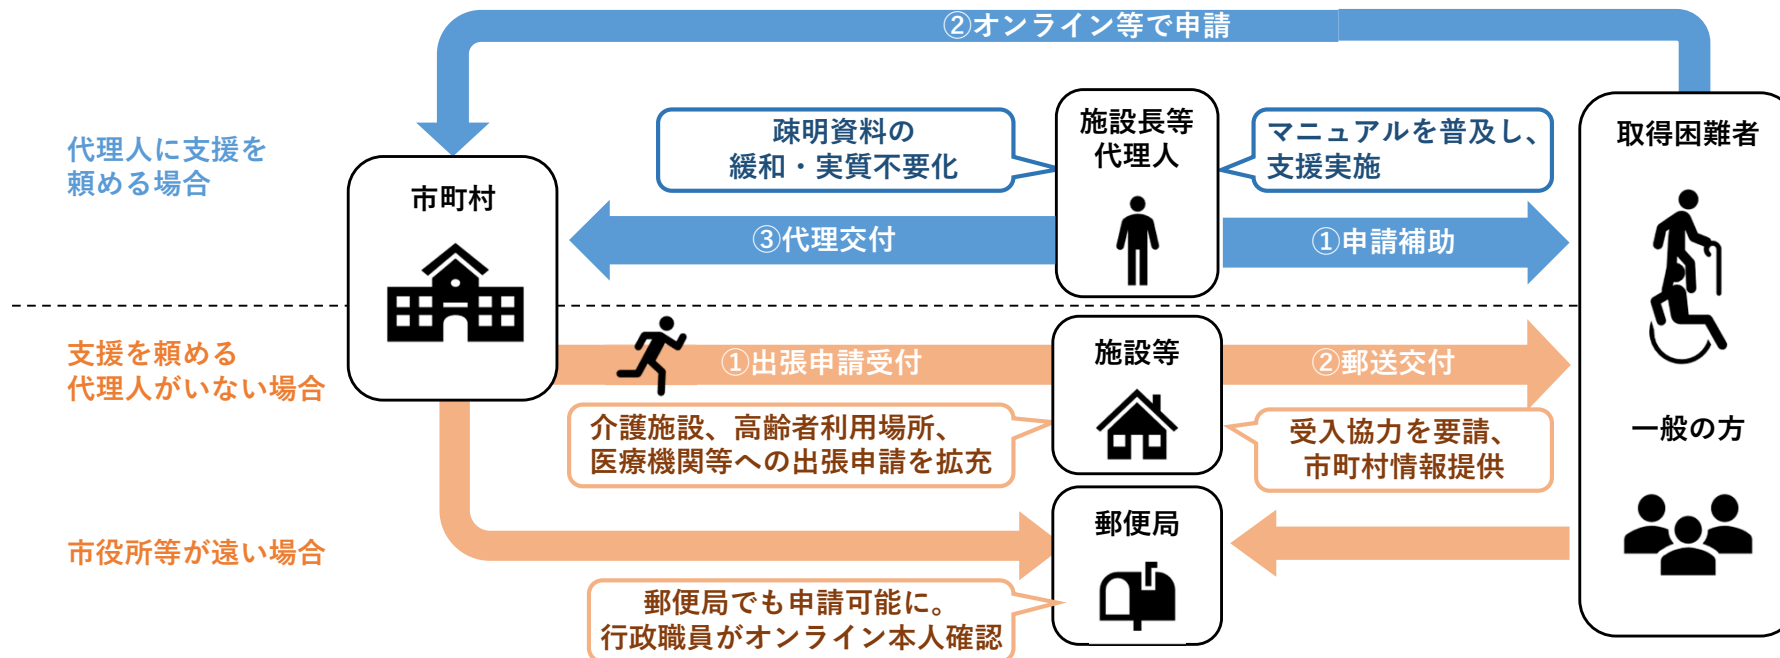 ②オンライン等で申請
代理人に支援を
頼める場合
市町村
疎明資料の
緩和・実質不要化
施設長等
代理人
マニュアルを普及し、
支援実施
取得困難者
③代理交付
①申請補助
支援を頼める
代理人がいない場合
①出張申請受付
施設等
②郵送交付
介護施設、高齢者利用場所、
医療機関等への出張申請を拡充
受入協力を要請、
市町村情報提供
一般の方
市役所等が遠い場合
郵便局
郵便局でも申請可能に。
行政職員がオンライン本人確認